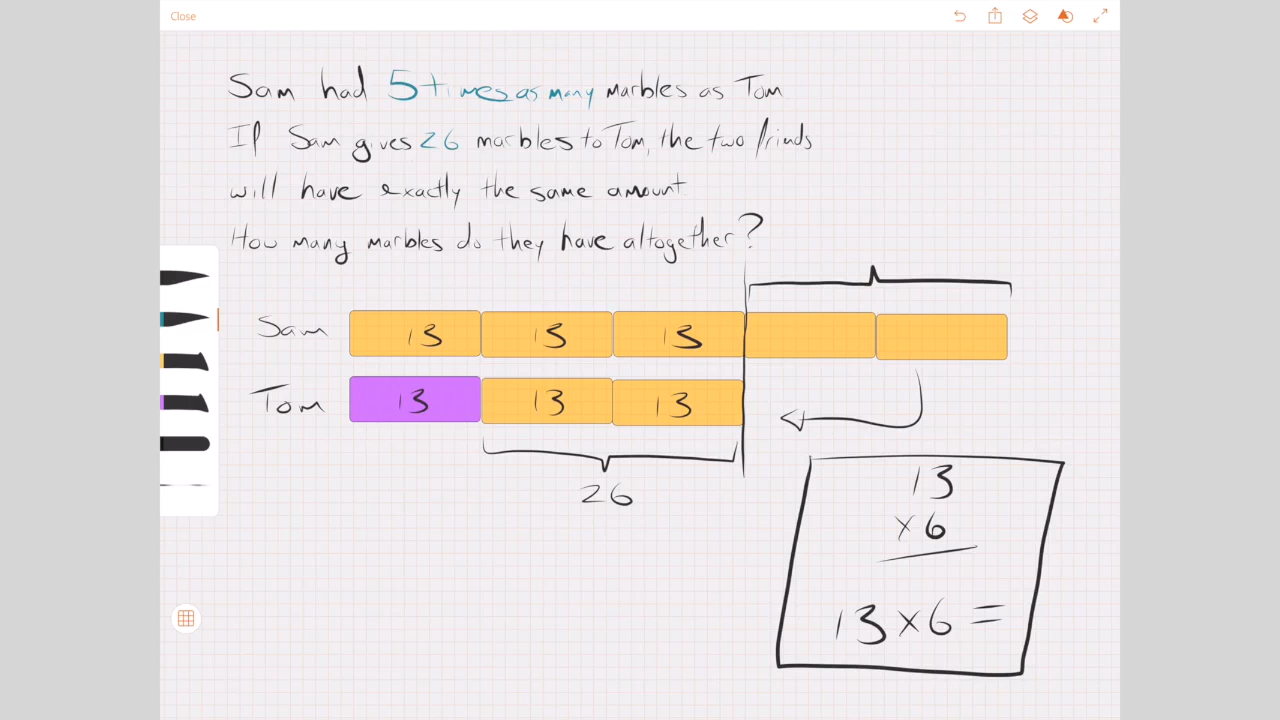 Close
Sam had 5 times as many marbles as Tom
If Sam gives 26 marbles to Tom, the two friends
will have exactly the same amount
How many marbles do they have altogether?
Sam 13 13 13
Tom 13 13 13
26
13
×6
13×6=